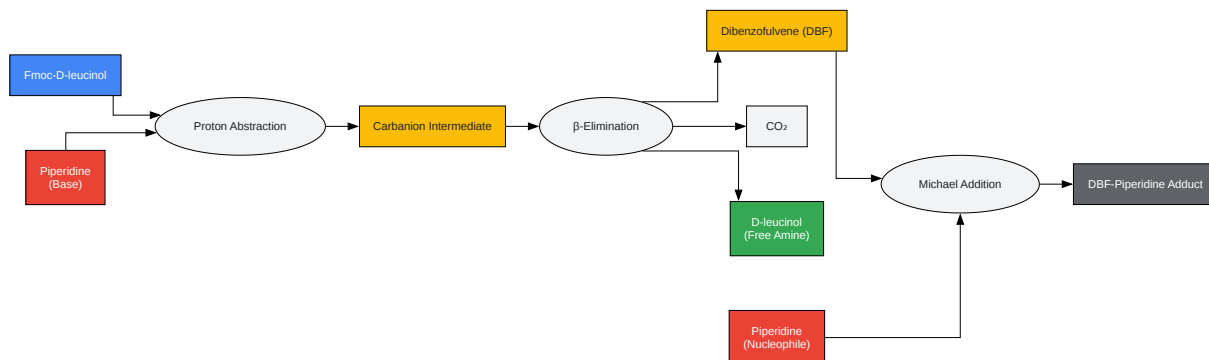 Fmoc-D-leucinol
Piperidine
(Base)
Proton Abstraction
Carbanion Intermediate
β-Elimination
Dibenzofulvene (DBF)
CO₂
D-leucinol
(Free Amine)
Piperidine
(Nucleophile)
Michael Addition
DBF-Piperidine Adduct